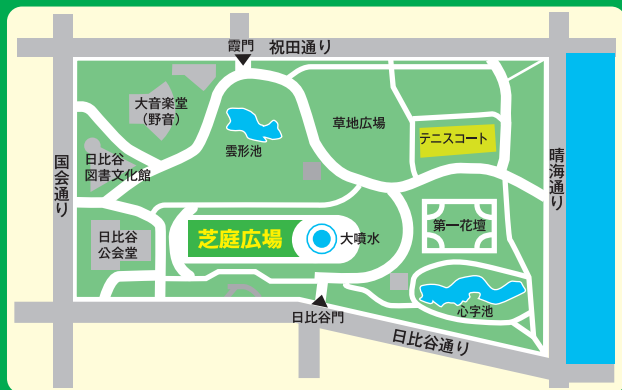 霞門
祝田通り
大音楽堂
（野音）
雲形池
草地広場
テニスコート
国会通り
日比谷
図書文化館
晴海通り
日比谷
公会堂
芝庭広場
大噴水
第一花壇
心字池
日比谷門
日比谷通り